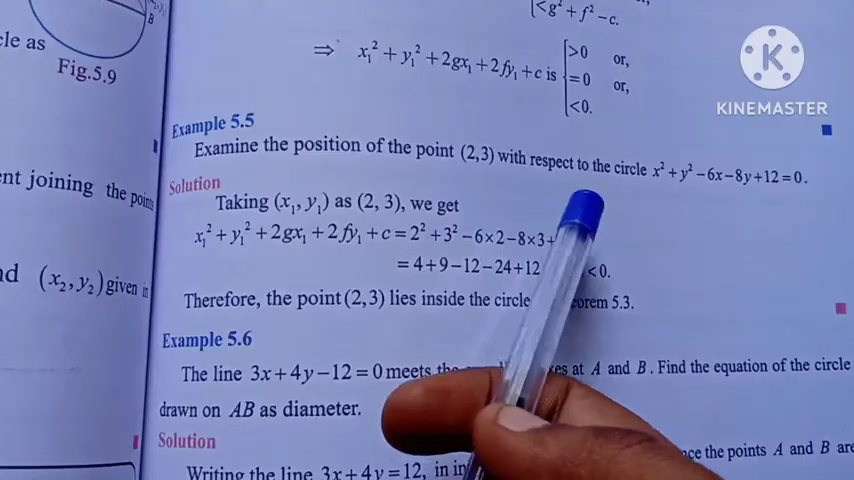 cle as
Fig.5.9
B
ent joining the points
nd (x₂, y₂) given in
< g² + f² − c.
⇒ x₁² + y₁² + 2gx₁ + 2fy₁ + c is
>0 or,
=0 or,
<0.
KINEMASTER
Example 5.5
Examine the position of the point (2,3) with respect to the circle x² + y² − 6x − 8y + 12 = 0.
Solution
Taking (x₁, y₁) as (2, 3), we get
x₁² + y₁² + 2gx₁ + 2fy₁ + c = 2² + 3² − 6×2 − 8×3 +
= 4 + 9 − 12 − 24 + 12 < 0.
Therefore, the point (2,3) lies inside the circle 5.3.
Example 5.6
The line 3x + 4y − 12 = 0 meets the at A and B. Find the equation of the circle
drawn on AB as diameter.
Solution
Writing the line 3x + 4y = 12, in the points A and B are